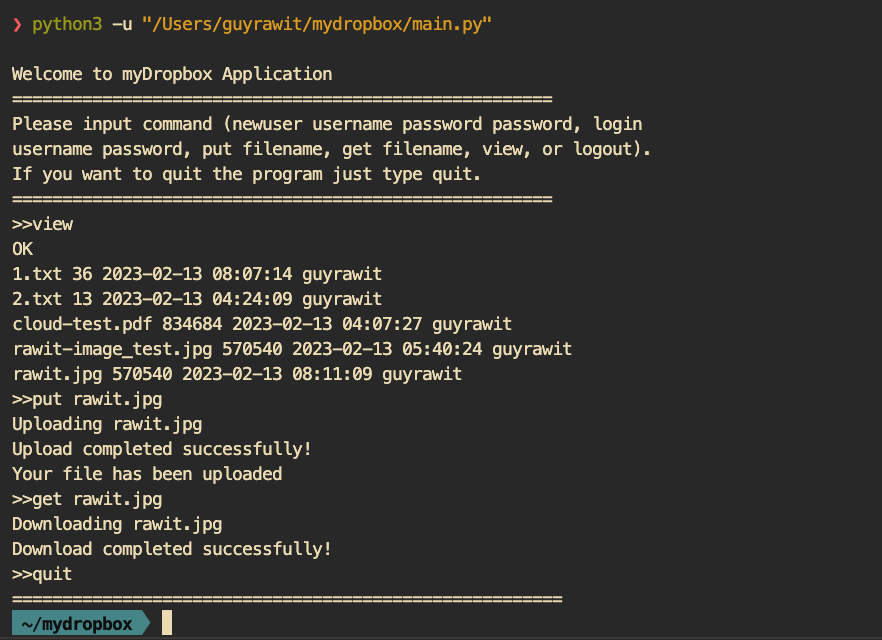 ❯ python3 -u "/Users/guyrawit/mydropbox/main.py"
Welcome to myDropbox Application
======================================================
Please input command (newuser username password password, login
username password, put filename, get filename, view, or logout).
If you want to quit the program just type quit.
======================================================
>>view
OK
1.txt 36 2023-02-13 08:07:14 guyrawit
2.txt 13 2023-02-13 04:24:09 guyrawit
cloud-test.pdf 834684 2023-02-13 04:07:27 guyrawit
rawit-image_test.jpg 570540 2023-02-13 05:40:24 guyrawit
rawit.jpg 570540 2023-02-13 08:11:09 guyrawit
>>put rawit.jpg
Uploading rawit.jpg
Upload completed successfully!
Your file has been uploaded
>>get rawit.jpg
Downloading rawit.jpg
Download completed successfully!
>>quit
=======================================================
~/mydropbox